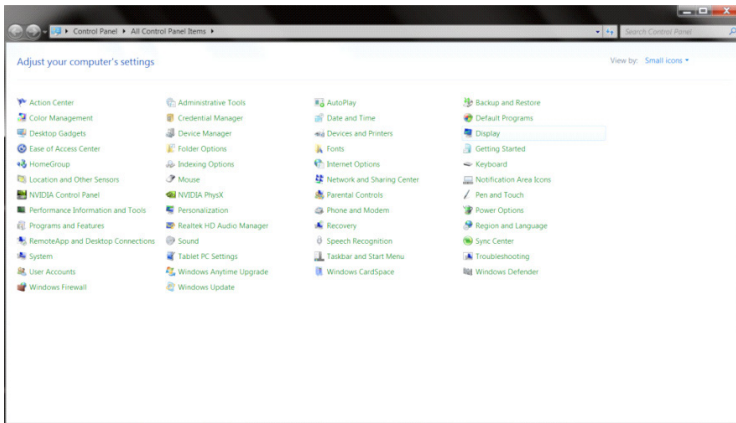 Control Panel All Control Panel Items Search Control Panel
Adjust your computer's settings View by: Small icons
Action Center Administrative Tools AutoPlay Backup and Restore
Color Management Credential Manager Date and Time Default Programs
Desktop Gadgets Device Manager Devices and Printers Display
Ease of Access Center Folder Options Fonts Getting Started
HomeGroup Indexing Options Internet Options Keyboard
Location and Other Sensors Mouse Network and Sharing Center Notification Area Icons
NVIDIA Control Panel NVIDIA PhysX Parental Controls Pen and Touch
Performance Information and Tools Personalization Phone and Modem Power Options
Programs and Features Realtek HD Audio Manager Recovery Region and Language
RemoteApp and Desktop Connections Sound Speech Recognition Sync Center
System Tablet PC Settings Taskbar and Start Menu Troubleshooting
User Accounts Windows Anytime Upgrade Windows CardSpace Windows Defender
Windows Firewall Windows Update